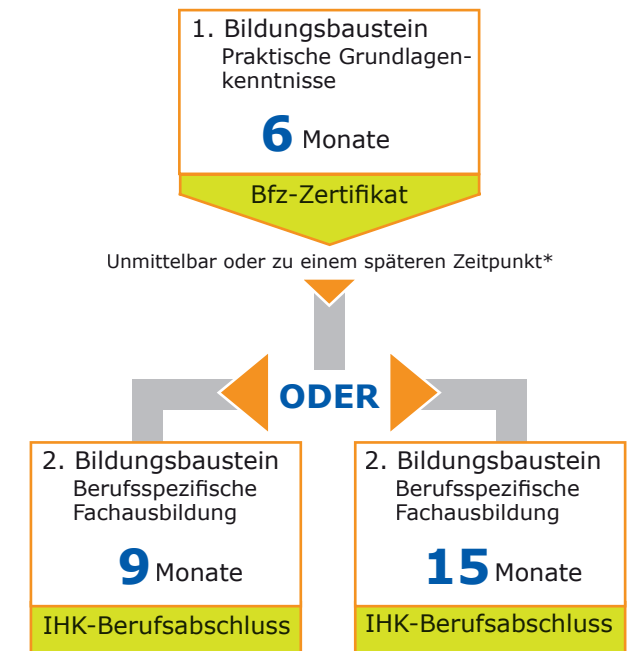 1. Bildungsbaustein
Praktische Grundlagen-
kenntnisse
6 Monate
Bfz-Zertifikat
Unmittelbar oder zu einem späteren Zeitpunkt*
ODER
2. Bildungsbaustein
Berufsspezifische
Fachausbildung
9 Monate
IHK-Berufsabschluss
2. Bildungsbaustein
Berufsspezifische
Fachausbildung
15 Monate
IHK-Berufsabschluss